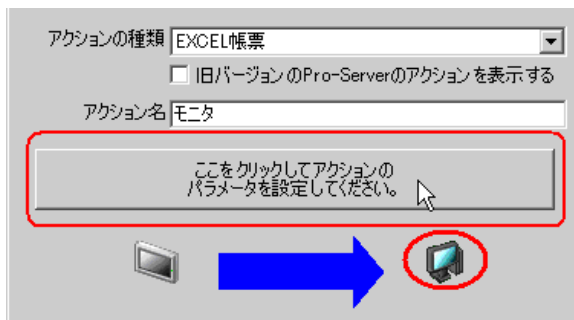 アクションの種類 EXCEL帳票
旧バージョンのPro-Serverのアクションを表示する
アクション名 モニタ
ここをクリックしてアクションの
パラメータを設定してください。